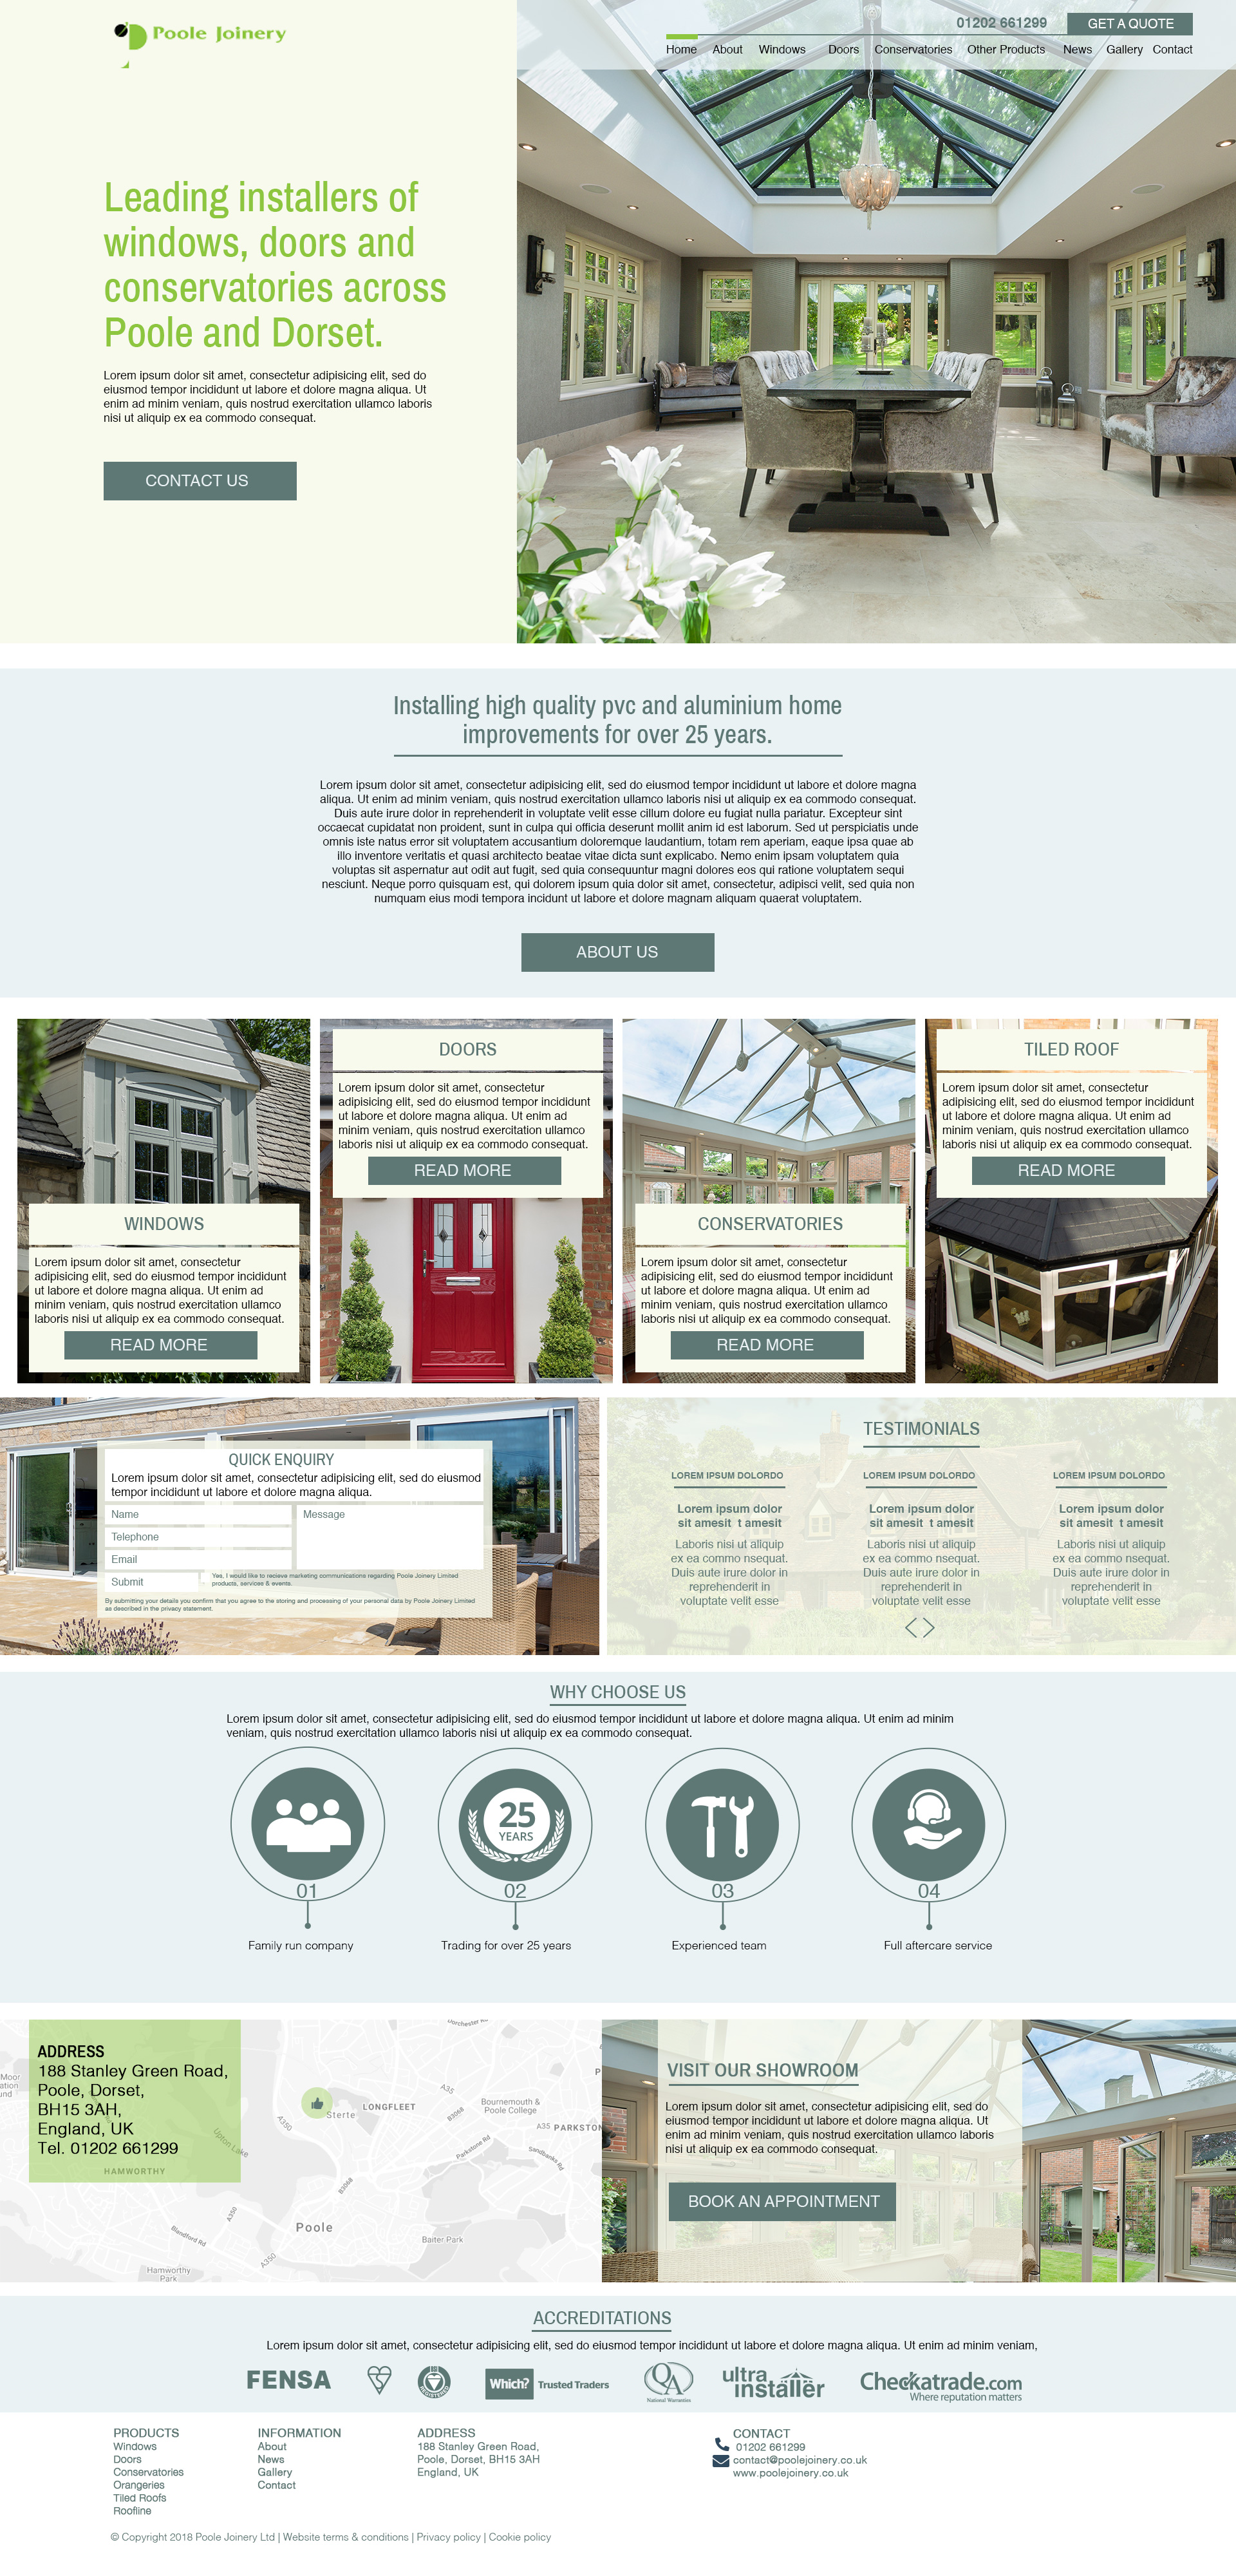 Poole Joinery
01202 661299
GET A QUOTE
Home About Windows Doors Conservatories Other Products News Gallery Contact
Leading installers of
windows, doors and
conservatories across
Poole and Dorset.
Lorem ipsum dolor sit amet, consectetur adipisicing elit, sed do
eiusmod tempor incididunt ut labore et dolore magna aliqua. Ut
enim ad minim veniam, quis nostrud exercitation ullamco laboris
nisi ut aliquip ex ea commodo consequat.
CONTACT US
Installing high quality pvc and aluminium home
improvements for over 25 years.
Lorem ipsum dolor sit amet, consectetur adipisicing elit, sed do eiusmod tempor incididunt ut labore et dolore magna
aliqua. Ut enim ad minim veniam, quis nostrud exercitation ullamco laboris nisi ut aliquip ex ea commodo consequat.
Duis aute irure dolor in reprehenderit in voluptate velit esse cillum dolore eu fugiat nulla pariatur. Excepteur sint
occaecat cupidatat non proident, sunt in culpa qui officia deserunt mollit anim id est laborum. Sed ut perspiciatis unde
omnis iste natus error sit voluptatem accusantium doloremque laudantium, totam rem aperiam, eaque ipsa quae ab
illo inventore veritatis et quasi architecto beatae vitae dicta sunt explicabo. Nemo enim ipsam voluptatem quia
voluptas sit aspernatur aut odit aut fugit, sed quia consequuntur magni dolores eos qui ratione voluptatem sequi
nesciunt. Neque porro quisquam est, qui dolorem ipsum quia dolor sit amet, consectetur, adipisci velit, sed quia non
numquam eius modi tempora incidunt ut labore et dolore magnam aliquam quaerat voluptatem.
ABOUT US
WINDOWS
Lorem ipsum dolor sit amet, consectetur
adipisicing elit, sed do eiusmod tempor incididunt
ut labore et dolore magna aliqua. Ut enim ad
minim veniam, quis nostrud exercitation ullamco
laboris nisi ut aliquip ex ea commodo consequat.
READ MORE
DOORS
Lorem ipsum dolor sit amet, consectetur
adipisicing elit, sed do eiusmod tempor incididunt
ut labore et dolore magna aliqua. Ut enim ad
minim veniam, quis nostrud exercitation ullamco
laboris nisi ut aliquip ex ea commodo consequat.
READ MORE
CONSERVATORIES
Lorem ipsum dolor sit amet, consectetur
adipisicing elit, sed do eiusmod tempor incididunt
ut labore et dolore magna aliqua. Ut enim ad
minim veniam, quis nostrud exercitation ullamco
laboris nisi ut aliquip ex ea commodo consequat.
READ MORE
TILED ROOF
Lorem ipsum dolor sit amet, consectetur
adipisicing elit, sed do eiusmod tempor incididunt
ut labore et dolore magna aliqua. Ut enim ad
minim veniam, quis nostrud exercitation ullamco
laboris nisi ut aliquip ex ea commodo consequat.
READ MORE
QUICK ENQUIRY
Lorem ipsum dolor sit amet, consectetur adipisicing elit, sed do eiusmod
tempor incididunt ut labore et dolore magna aliqua.
Name
Message
Telephone
Email
Submit
Yes, I would like to recieve marketing communications regarding Poole Joinery Limited
products, services & events.
By submitting your details you confirm that you agree to the storing and processing of your personal data by Poole Joinery Limited
as described in the privacy statement.
TESTIMONIALS
LOREM IPSUM DOLORDO
Lorem ipsum dolor
sit amesit t amesit
Laboris nisi ut aliquip
ex ea commo nsequat.
Duis aute irure dolor in
reprehenderit in
voluptate velit esse
LOREM IPSUM DOLORDO
Lorem ipsum dolor
sit amesit t amesit
Laboris nisi ut aliquip
ex ea commo nsequat.
Duis aute irure dolor in
reprehenderit in
voluptate velit esse
LOREM IPSUM DOLORDO
Lorem ipsum dolor
sit amesit t amesit
Laboris nisi ut aliquip
ex ea commo nsequat.
Duis aute irure dolor in
reprehenderit in
voluptate velit esse
WHY CHOOSE US
Lorem ipsum dolor sit amet, consectetur adipisicing elit, sed do eiusmod tempor incididunt ut labore et dolore magna aliqua. Ut enim ad minim
veniam, quis nostrud exercitation ullamco laboris nisi ut aliquip ex ea commodo consequat.
25
YEARS
01
02
03
04
Family run company
Trading for over 25 years
Experienced team
Full aftercare service
ADDRESS
188 Stanley Green Road,
Poole, Dorset,
BH15 3AH,
England, UK
Tel. 01202 661299
Upton Lake
HAMWORTHY
Dorchester Rd
Moor
LONGFLEET
Sterte
A35
A350
B3068
Bournemouth &
Poole College
A35 PARKSTON
Parkstone Rd
Sandbanks Rd
B3068
A350
Blandford Rd
Poole
A350
Baiter Park
Hamworthy
Park
VISIT OUR SHOWROOM
Lorem ipsum dolor sit amet, consectetur adipisicing elit, sed do
eiusmod tempor incididunt ut labore et dolore magna aliqua. Ut
enim ad minim veniam, quis nostrud exercitation ullamco laboris
nisi ut aliquip ex ea commodo consequat.
BOOK AN APPOINTMENT
ACCREDITATIONS
Lorem ipsum dolor sit amet, consectetur adipisicing elit, sed do eiusmod tempor incididunt ut labore et dolore magna aliqua. Ut enim ad minim veniam,
FENSA
REGISTERED
Which? Trusted Traders
QA
National Warranties
ultra
installer
Checkatrade.com
Where reputation matters
PRODUCTS
Windows
Doors
Conservatories
Orangeries
Tiled Roofs
Roofline
INFORMATION
About
News
Gallery
Contact
ADDRESS
188 Stanley Green Road,
Poole, Dorset, BH15 3AH
England, UK
CONTACT
01202 661299
contact@poolejoinery.co.uk
www.poolejoinery.co.uk
© Copyright 2018 Poole Joinery Ltd | Website terms & conditions | Privacy policy | Cookie policy